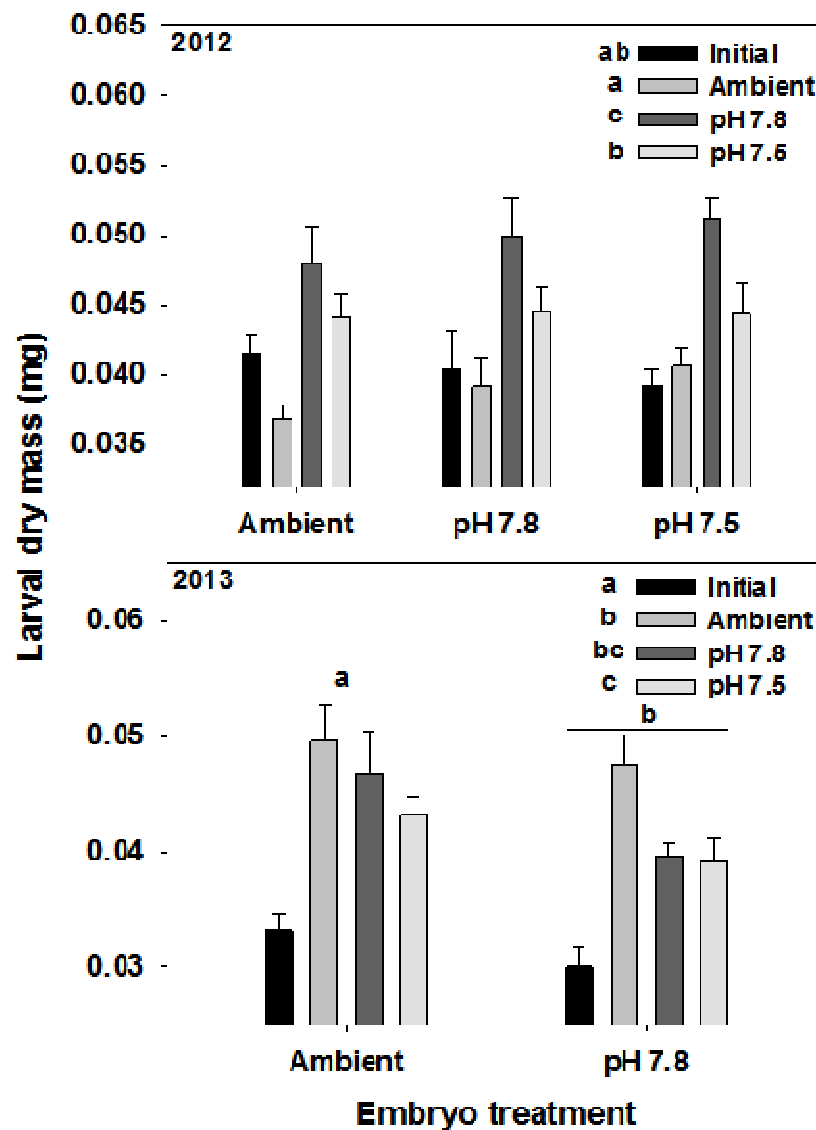 0.065
2012
ab Initial
0.060
a Ambient
c pH 7.8
0.055
b pH 7.6
0.050
0.045
0.040
0.036
Ambient pH 7.8 pH 7.5
Larval dry mass (mg)
2013
a Initial
0.06
b Ambient
bc pH 7.8
c pH 7.5
a
b
0.05
0.04
0.03
Ambient pH 7.8
Embryo treatment